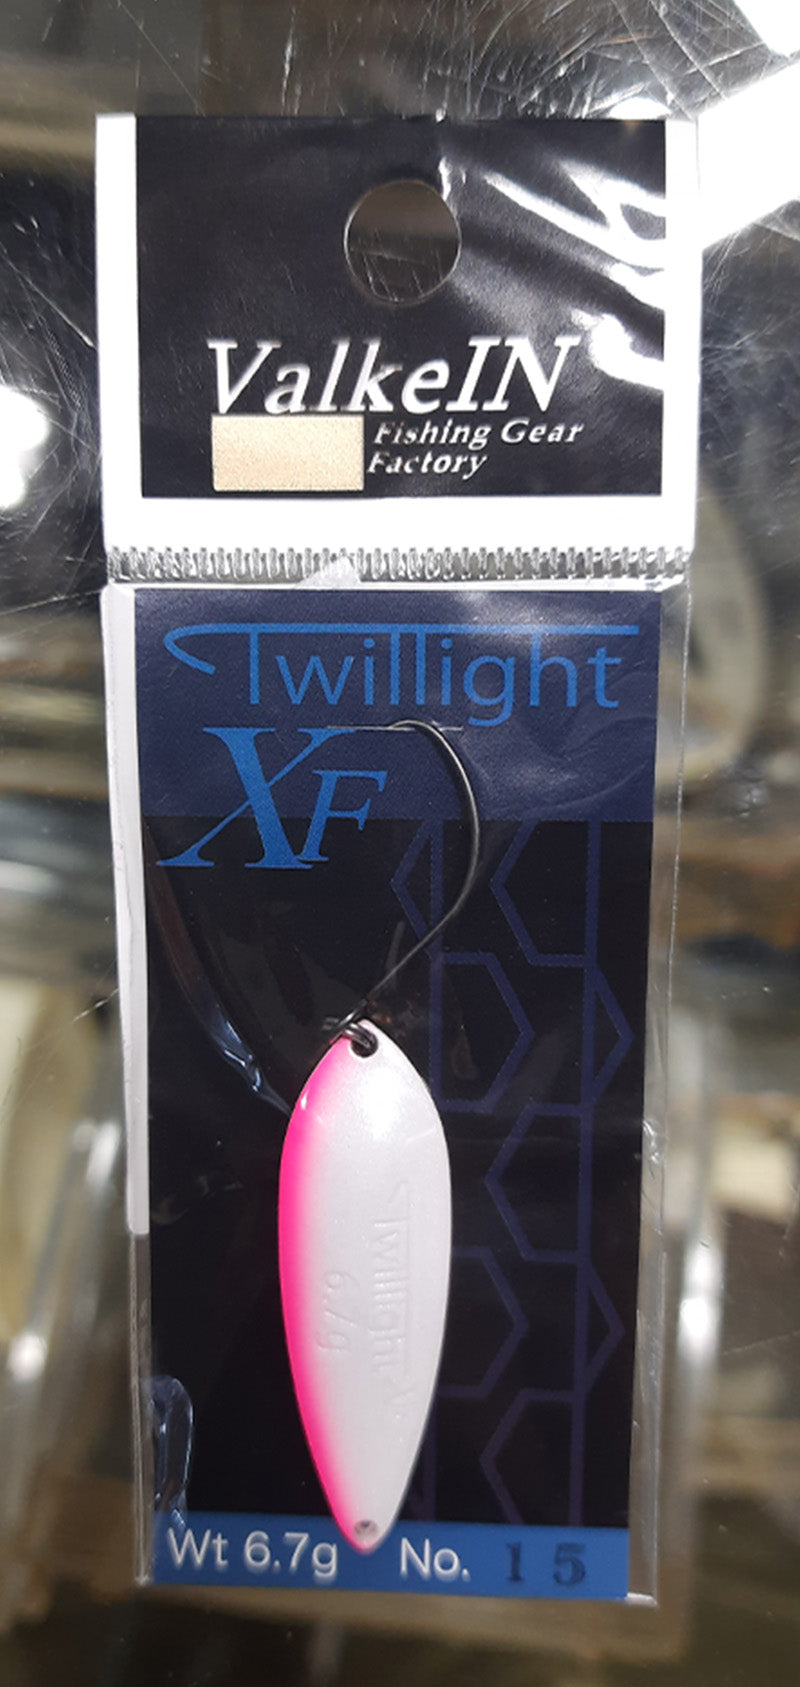 ValkeIN
Fishing Gear
Factory
Twillight
XF
Twillight X
6.7g
Wt 6.7g No. 15